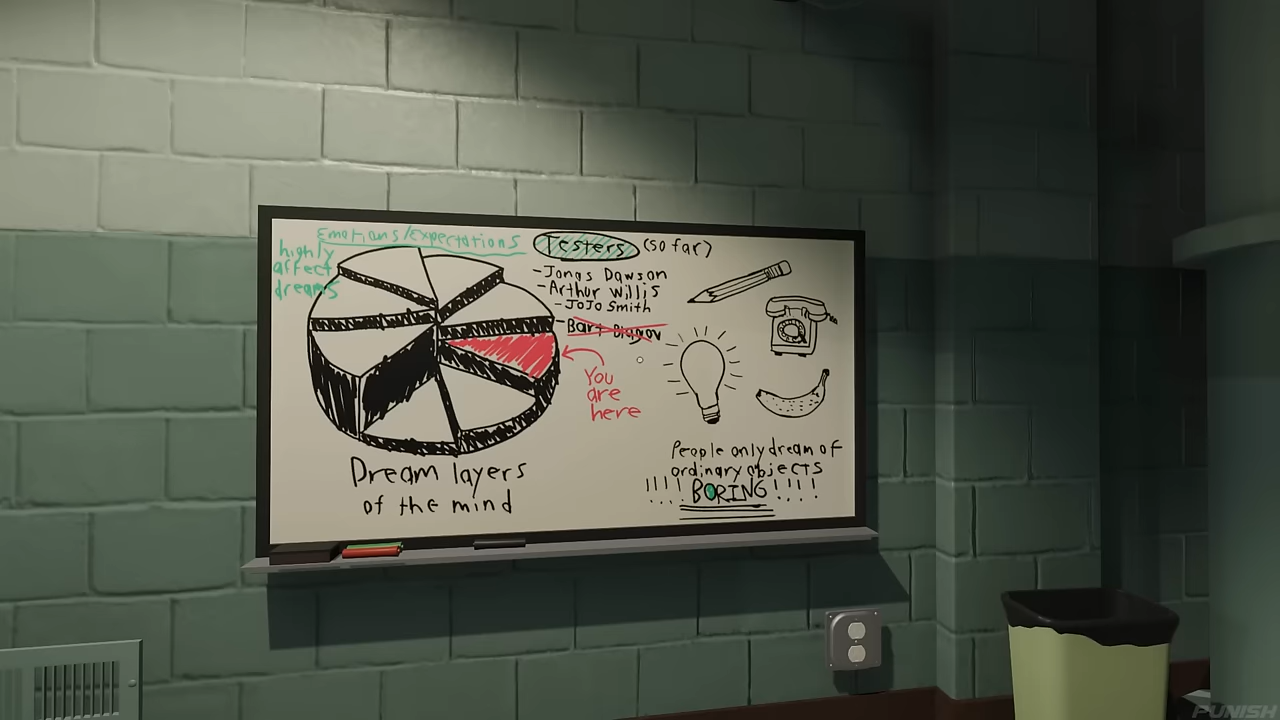 Emotions/Expectations
highly
affect
dreams
Testers (so far)
-Jonas Dawson
-Arthur Willis
-JoJo Smith
-Bart
You
are
here
Dream layers
of the mind
People only dream of
ordinary objects
!!!! BORING !!!!
PUNISH